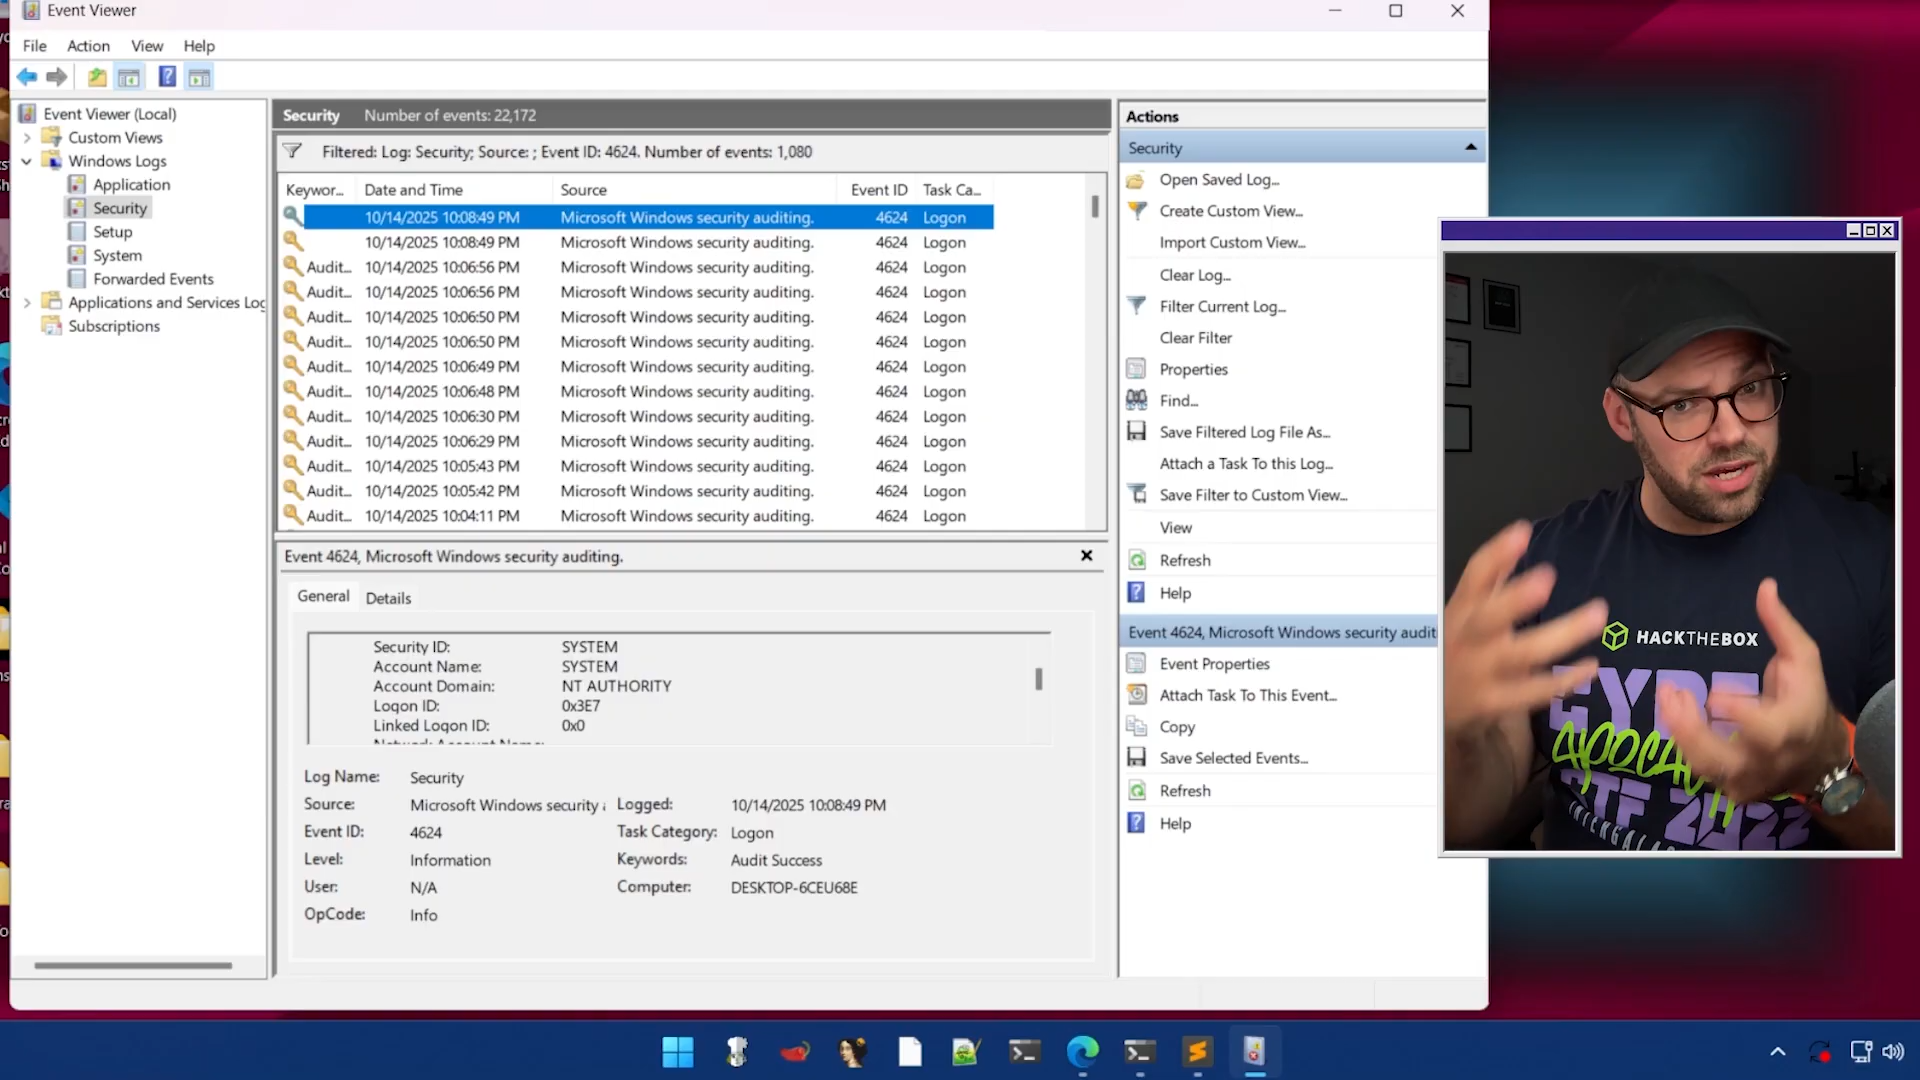 Event Viewer
File Action View Help
Event Viewer (Local)
Custom Views
Windows Logs
Application
Security
Setup
System
Forwarded Events
Applications and Services Log
Subscriptions
Security Number of events: 22,172
Filtered: Log: Security; Source: ; Event ID: 4624. Number of events: 1,080
Keywor... Date and Time Source Event ID Task Ca...
10/14/2025 10:08:49 PM Microsoft Windows security auditing. 4624 Logon
10/14/2025 10:08:49 PM Microsoft Windows security auditing. 4624 Logon
Audit... 10/14/2025 10:06:56 PM Microsoft Windows security auditing. 4624 Logon
Audit... 10/14/2025 10:06:56 PM Microsoft Windows security auditing. 4624 Logon
Audit... 10/14/2025 10:06:50 PM Microsoft Windows security auditing. 4624 Logon
Audit... 10/14/2025 10:06:50 PM Microsoft Windows security auditing. 4624 Logon
Audit... 10/14/2025 10:06:49 PM Microsoft Windows security auditing. 4624 Logon
Audit... 10/14/2025 10:06:48 PM Microsoft Windows security auditing. 4624 Logon
Audit... 10/14/2025 10:06:30 PM Microsoft Windows security auditing. 4624 Logon
Audit... 10/14/2025 10:06:29 PM Microsoft Windows security auditing. 4624 Logon
Audit... 10/14/2025 10:05:43 PM Microsoft Windows security auditing. 4624 Logon
Audit... 10/14/2025 10:05:42 PM Microsoft Windows security auditing. 4624 Logon
Audit... 10/14/2025 10:04:11 PM Microsoft Windows security auditing. 4624 Logon
Event 4624, Microsoft Windows security auditing.
General Details
Security ID: SYSTEM
Account Name: SYSTEM
Account Domain: NT AUTHORITY
Logon ID: 0x3E7
Linked Logon ID: 0x0
Log Name: Security
Source: Microsoft Windows security Logged: 10/14/2025 10:08:49 PM
Event ID: 4624 Task Category: Logon
Level: Information Keywords: Audit Success
User: N/A Computer: DESKTOP-6CEU68E
OpCode: Info
Actions
Security
Open Saved Log...
Create Custom View...
Import Custom View...
Clear Log...
Filter Current Log...
Clear Filter
Properties
Find...
Save Filtered Log File As...
Attach a Task To this Log...
Save Filter to Custom View...
View
Refresh
Help
Event 4624, Microsoft Windows security audit
Event Properties
Attach Task To This Event...
Copy
Save Selected Events...
Refresh
Help
HACKTHEBOX
CTF 2022